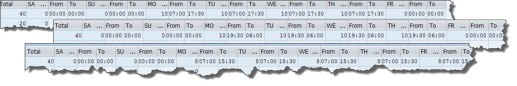 Total SA ... From To SU ... From To MO ... From To TU ... From To WE ... From To TH ... From To FR ... From To
40 0 00:00 00:00 0 00:00 00:00 10 07:00 17:30 10 07:00 17:30 10 07:00 17:30 10 07:00 17:30 0 00:00 00:00
20
Total SA ... From To SU ... From To MO ... From To TU ... From To WE ... From To TH ... From To FR ... From To
40 0 00:00 00:00 0 00:00 00:00 10 19:30 06:00 10 19:30 06:00 10 19:30 06:00 10 19:30 06:00 0 00:00 00:00
Total SA ... From To SU ... From To MO ... From To TU ... From To WE ... From To TH ... From To FR ... From To
40 0 00:00 00:00 0 00:00 00:00 8 07:00 15:30 8 07:00 15:30 8 07:00 15:30 8 07:00 15:30 8 07:00 15:30